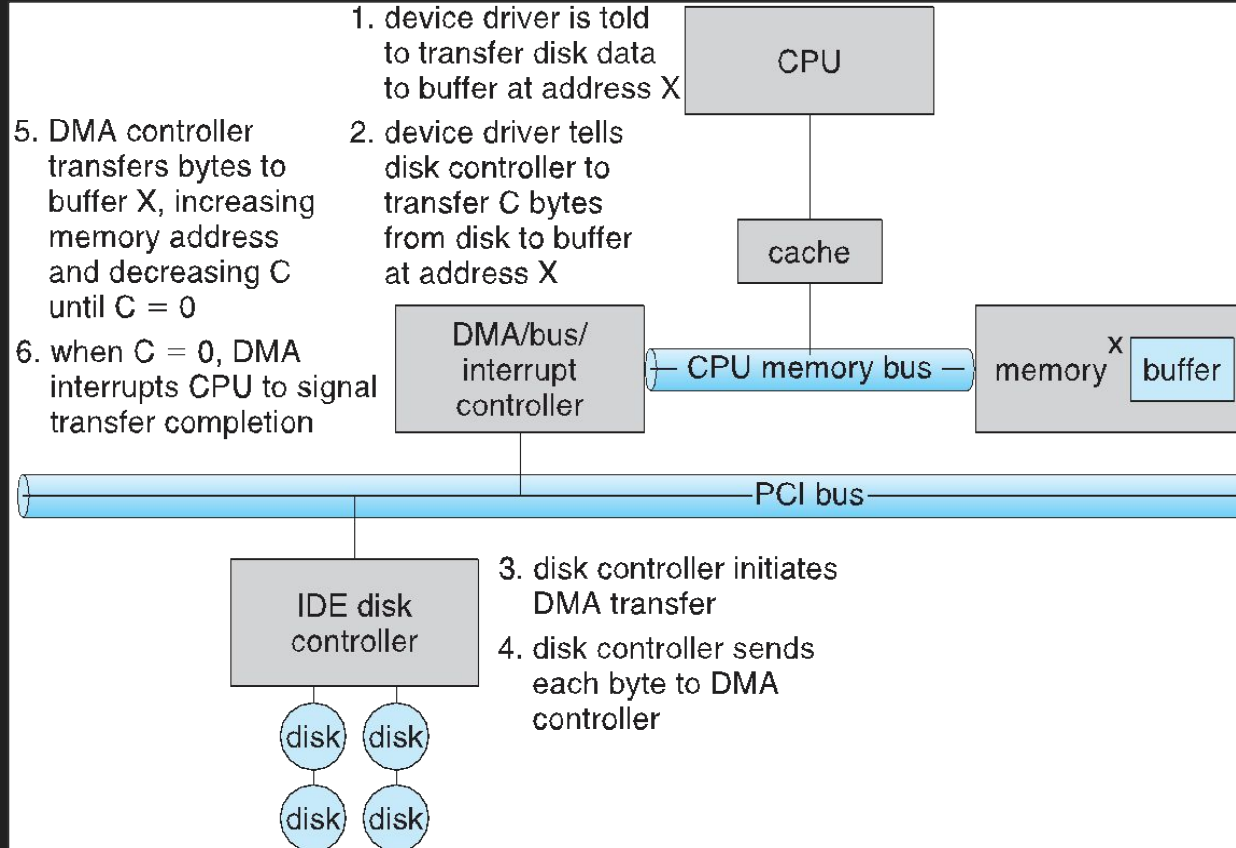 1. device driver is told
to transfer disk data
to buffer at address X
CPU
5. DMA controller
transfers bytes to
buffer X, increasing
memory address
and decreasing C
until C = 0
2. device driver tells
disk controller to
transfer C bytes
from disk to buffer
at address X
cache
6. when C = 0, DMA
interrupts CPU to signal
transfer completion
DMA/bus/
interrupt
controller
CPU memory bus
memory
X
buffer
PCI bus
IDE disk
controller
3. disk controller initiates
DMA transfer
4. disk controller sends
each byte to DMA
controller
disk
disk
disk
disk